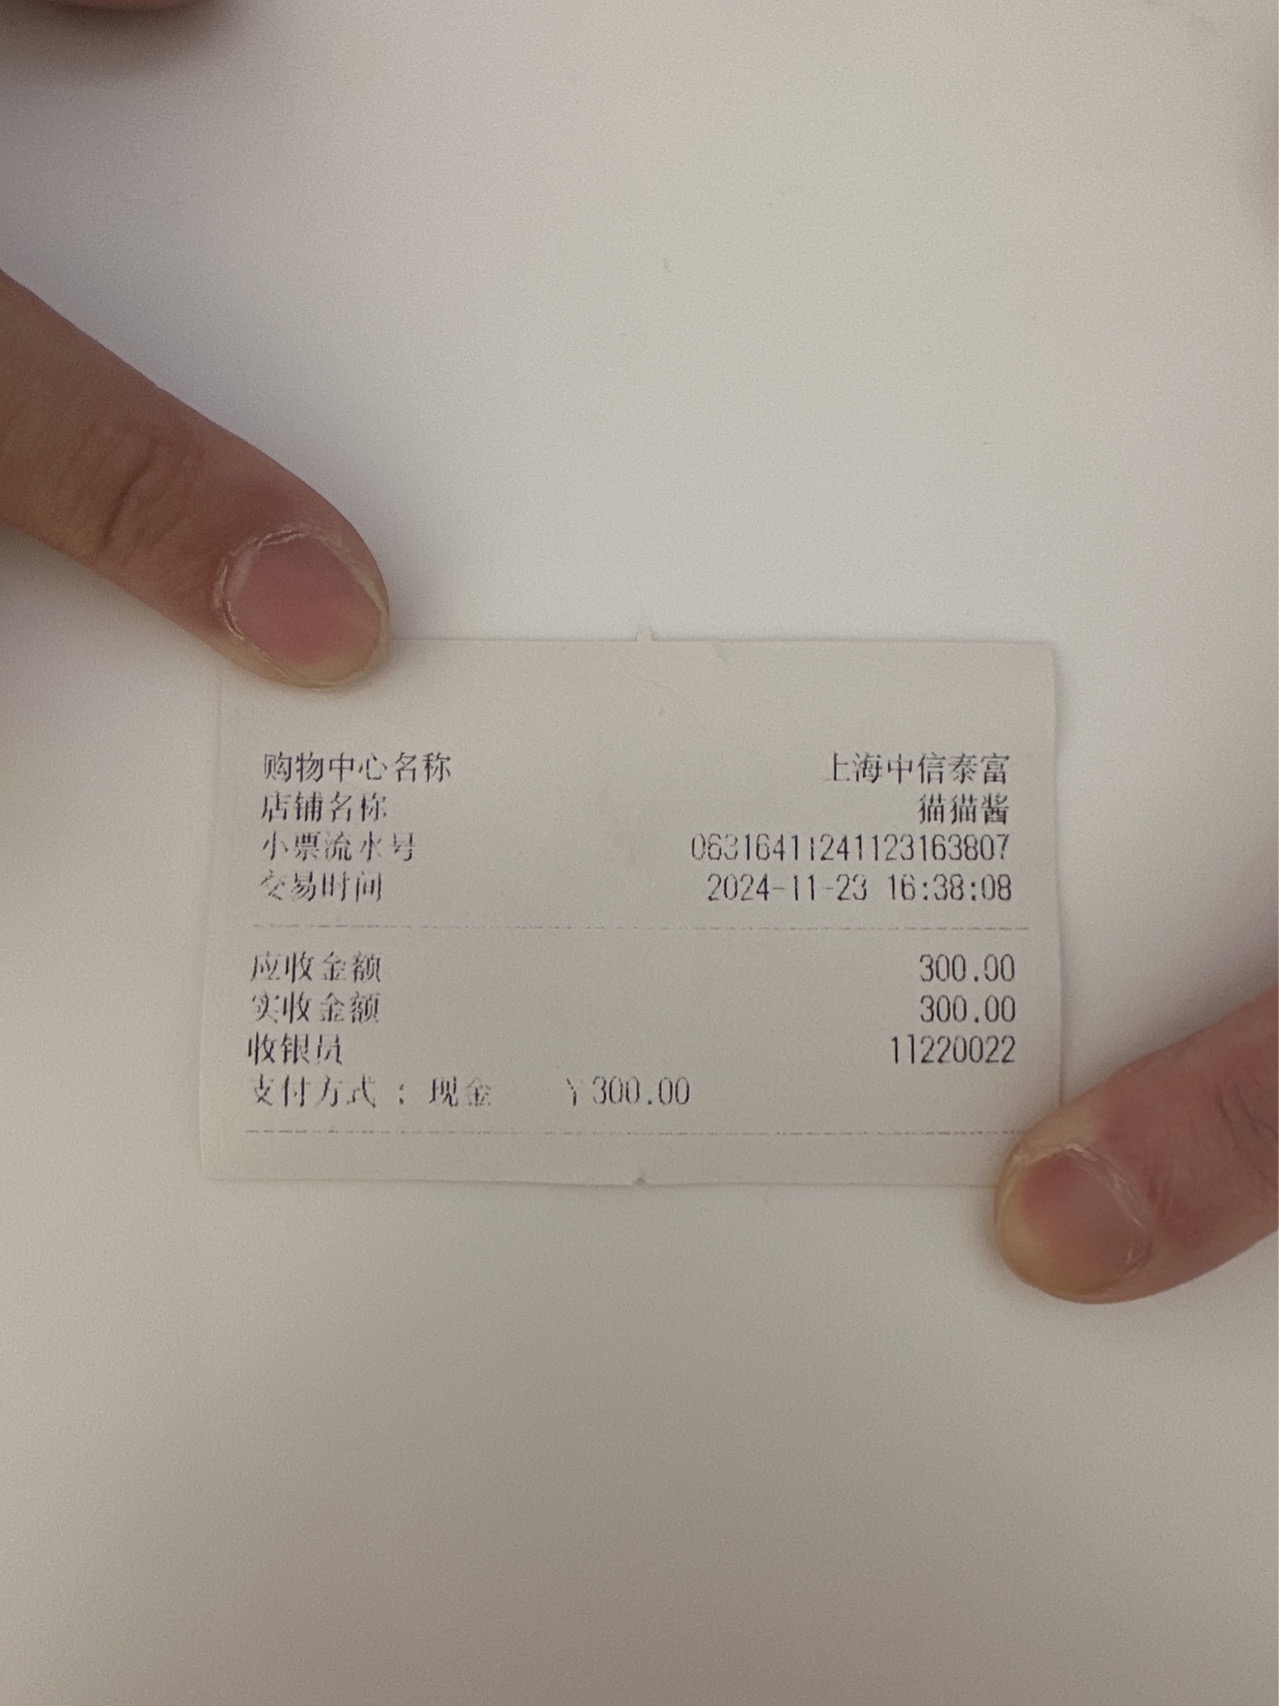 购物中心名称 上海中信泰富
店铺名称 猫猫酱
小票流水号 06316411241123163807
交易时间 2024-11-23 16:38:08
应收金额 300.00
实收金额 300.00
收银员 11220022
支付方式：现金 ¥300.00